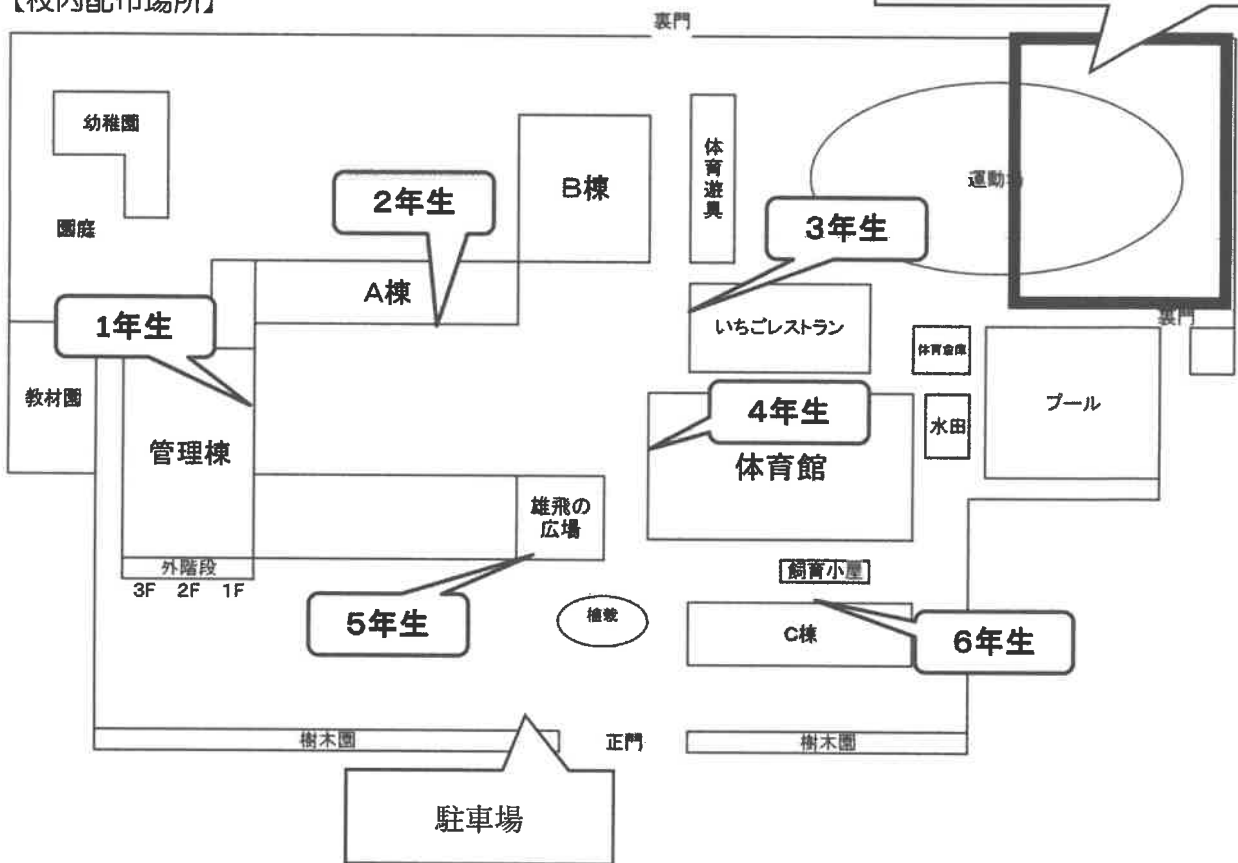 【校内配布場所】
裏門
幼稚園
園庭
2年生
B棟
体育遊具
運動場
3年生
A棟
1年生
いちごレストラン
裏門
体育倉庫
教材園
管理棟
4年生
水田
プール
体育館
雄飛の
広場
外階段
3F 2F 1F
飼育小屋
5年生
植栽
C棟
6年生
樹木園
正門
樹木園
駐車場